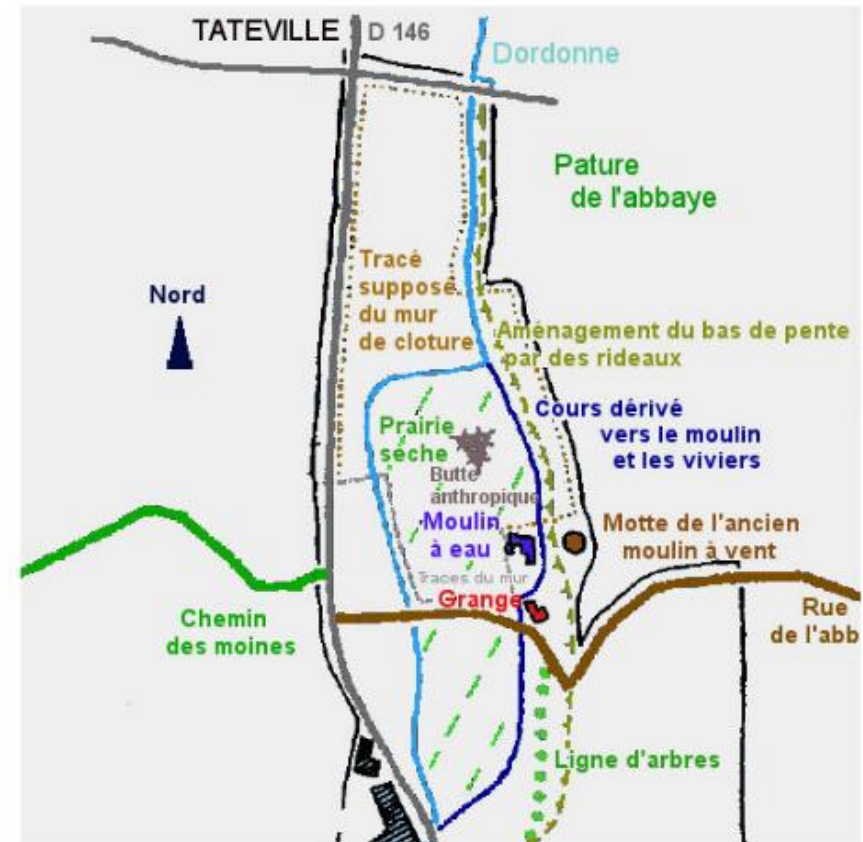 TATEVILLE D 146
Dordonne
Pature
de l'abbaye
Nord
Tracé
supposé
du mur
de cloture
Aménagement du bas de pente
par des rideaux
Cours dérivé
vers le moulin
et les viviers
Prairie
sèche
Butte
anthropique
Moulin
à eau
Motte de l'ancien
moulin à vent
Traces du mur
Grange
Chemin
des moines
Rue
de l'abb
Ligne d'arbres